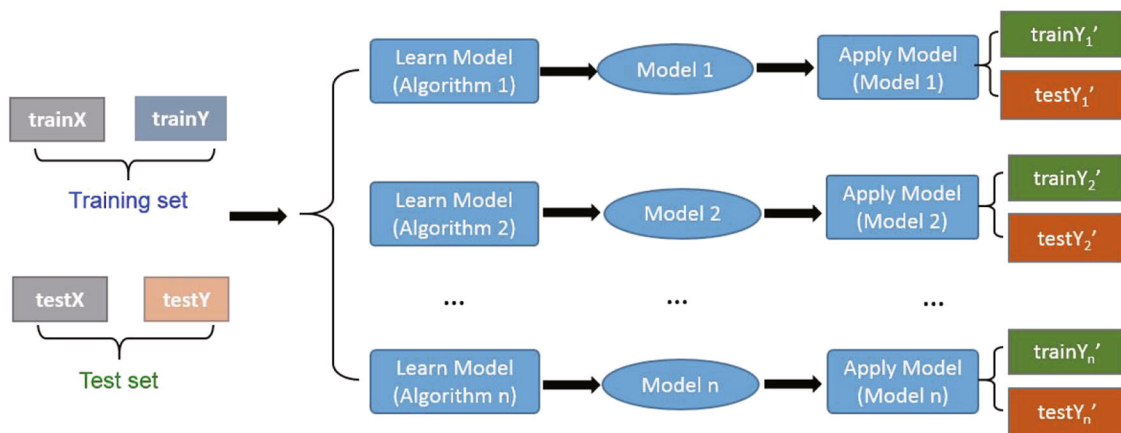 trainX
trainY
Training set
testX
testY
Test set
Learn Model
(Algorithm 1)
Model 1
Apply Model
(Model 1)
trainY₁’
testY₁’
Learn Model
(Algorithm 2)
Model 2
Apply Model
(Model 2)
trainY₂’
testY₂’
...
...
...
Learn Model
(Algorithm n)
Model n
Apply Model
(Model n)
trainYₙ’
testYₙ’